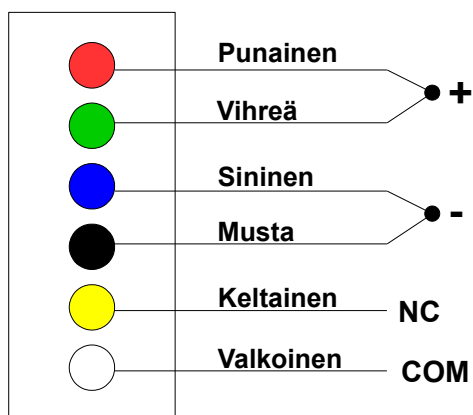 Punainen
+
Vihreä
Sininen
-
Musta
Keltainen NC
Valkoinen COM